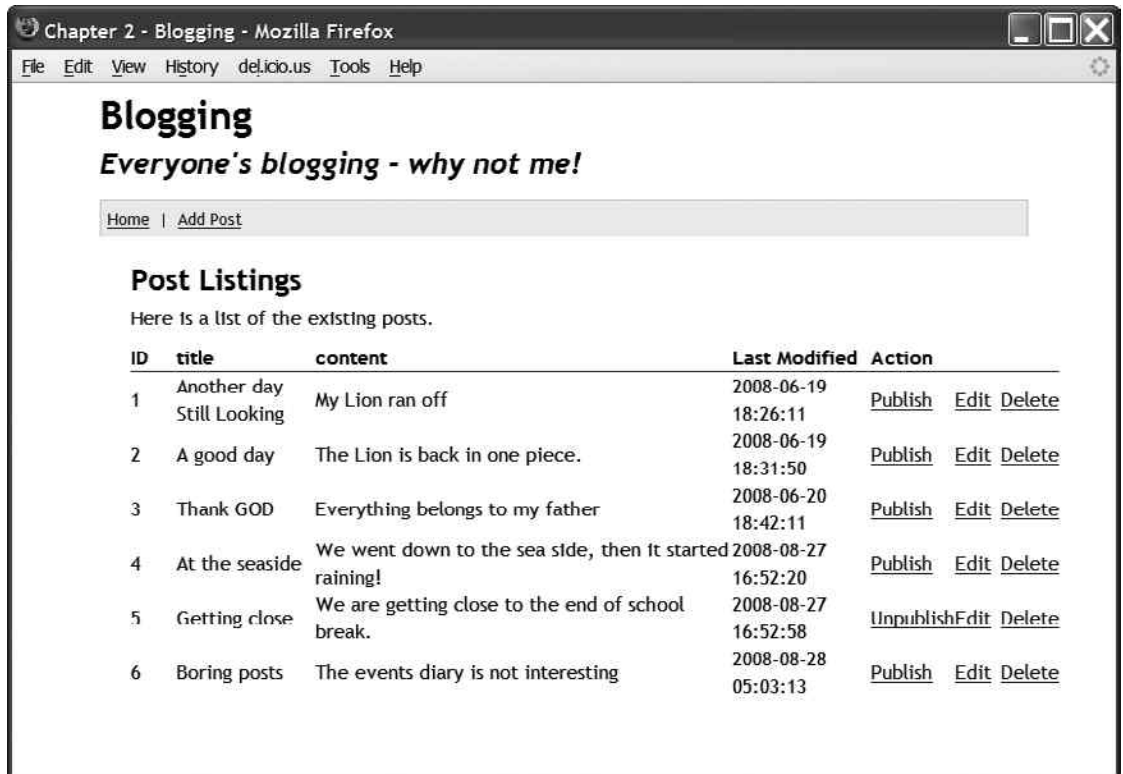 Chapter 2 - Blogging - Mozilla Firefox
File Edit View History del.icio.us Tools Help
Blogging
Everyone's blogging - why not me!
Home | Add Post
Post Listings
Here is a list of the existing posts.
ID title content Last Modified Action
1 Another day Still Looking My Lion ran off 2008-06-19 18:26:11 Publish Edit Delete
2 A good day The Lion is back in one piece. 2008-06-19 18:31:50 Publish Edit Delete
3 Thank GOD Everything belongs to my father 2008-06-20 18:42:11 Publish Edit Delete
4 At the seaside We went down to the sea side, then it started raining! 2008-08-27 16:52:20 Publish Edit Delete
5 Getting close We are getting close to the end of school break. 2008-08-27 16:52:58 Unpublish Edit Delete
6 Boring posts The events diary is not interesting 2008-08-28 05:03:13 Publish Edit Delete